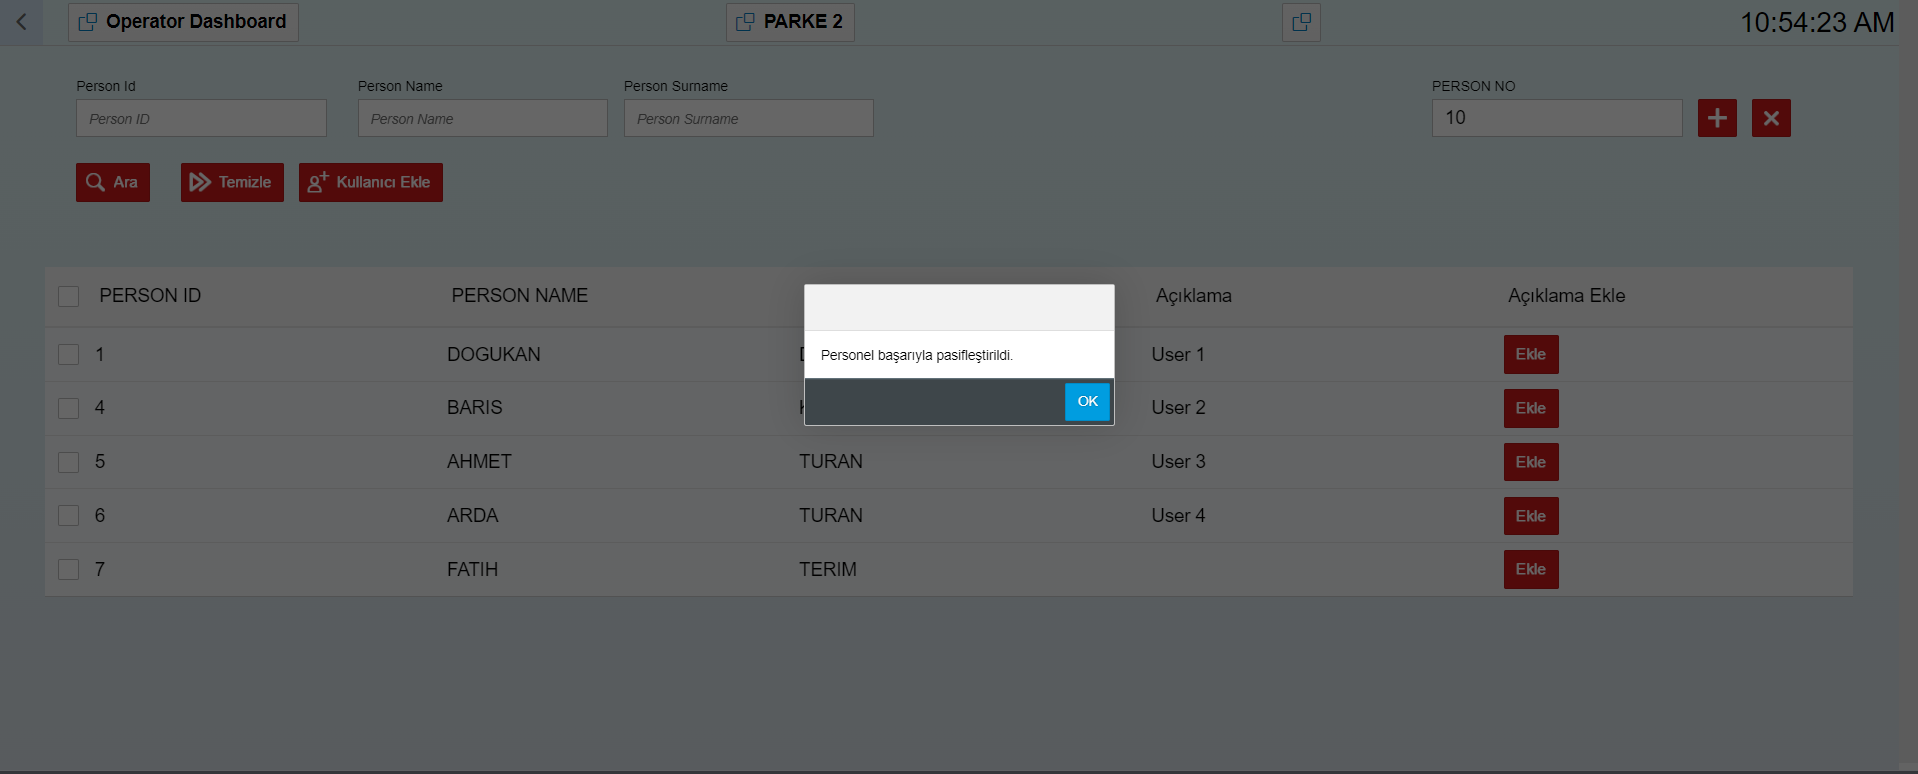 Operator Dashboard
PARKE 2
10:54:23 AM
Person Id
Person Name
Person Surname
PERSON NO
Person ID
Person Name
Person Surname
10
Ara
Temizle
Kullanıcı Ekle
PERSON ID
PERSON NAME
Açıklama
Açıklama Ekle
1
DOGUKAN
User 1
Ekle
Personel başarıyla pasifleştirildi.
OK
4
BARIS
User 2
Ekle
5
AHMET
TURAN
User 3
Ekle
6
ARDA
TURAN
User 4
Ekle
7
FATIH
TERIM
Ekle